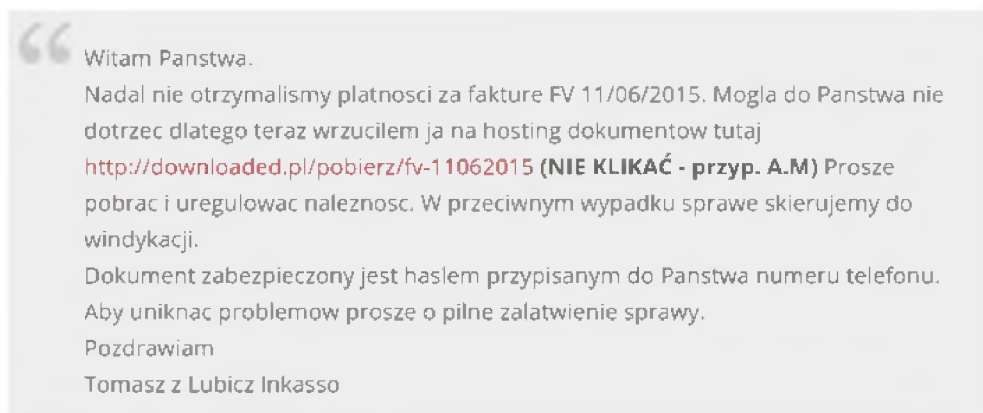 Witam Panstwa.
Nadal nie otrzymalismy platnosci za fakture FV 11/06/2015. Mogla do Panstwa nie
dotrzec dlatego teraz wrzucilem ja na hosting dokumentow tutaj
http://downloaded.pl/pobierz/fv-11062015 (NIE KLIKAĆ - przyp. A.M) Prosze
pobrac i uregulowac naleznosc. W przeciwnym wypadku sprawe skierujemy do
windykacji.
Dokument zabezpieczony jest haslem przypisanym do Panstwa numeru telefonu.
Aby uniknac problemow prosze o pilne zalatwienie sprawy.
Pozdrawiam
Tomasz z Lubicz Inkasso